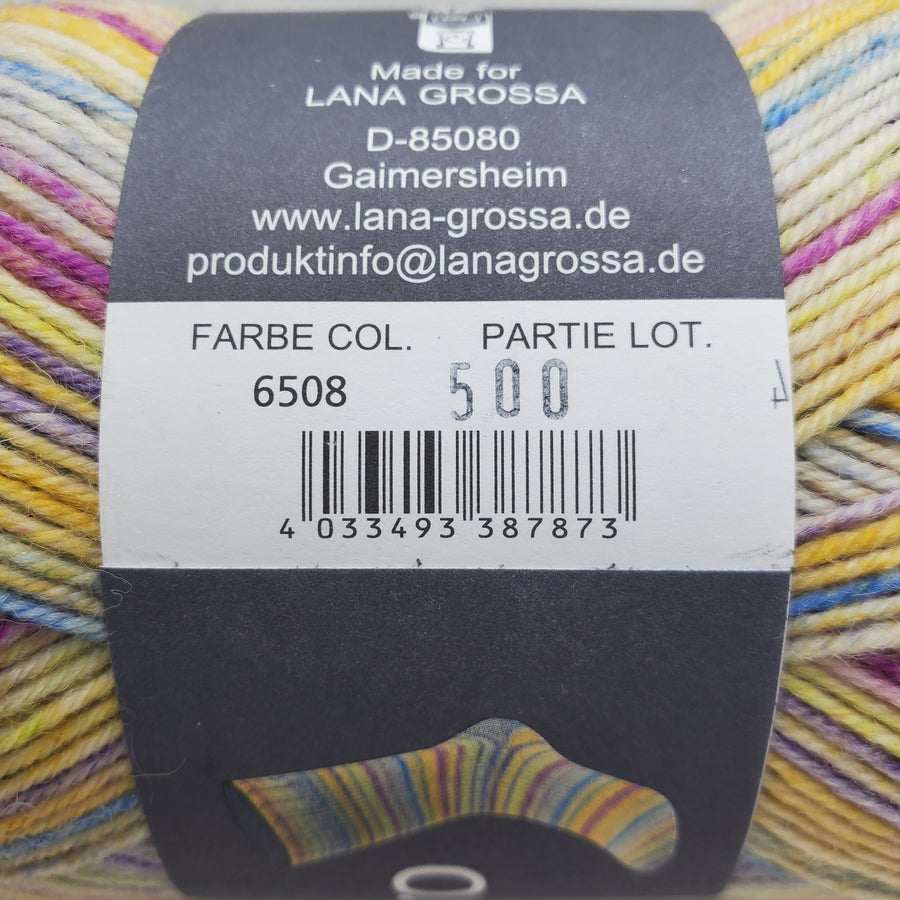 Made for
LANA GROSSA
D-85080
Gaimersheim
www.lana-grossa.de
produktinfo@lanagrossa.de
FARBE COL. PARTIE LOT.
6508 500
4 033493 387873